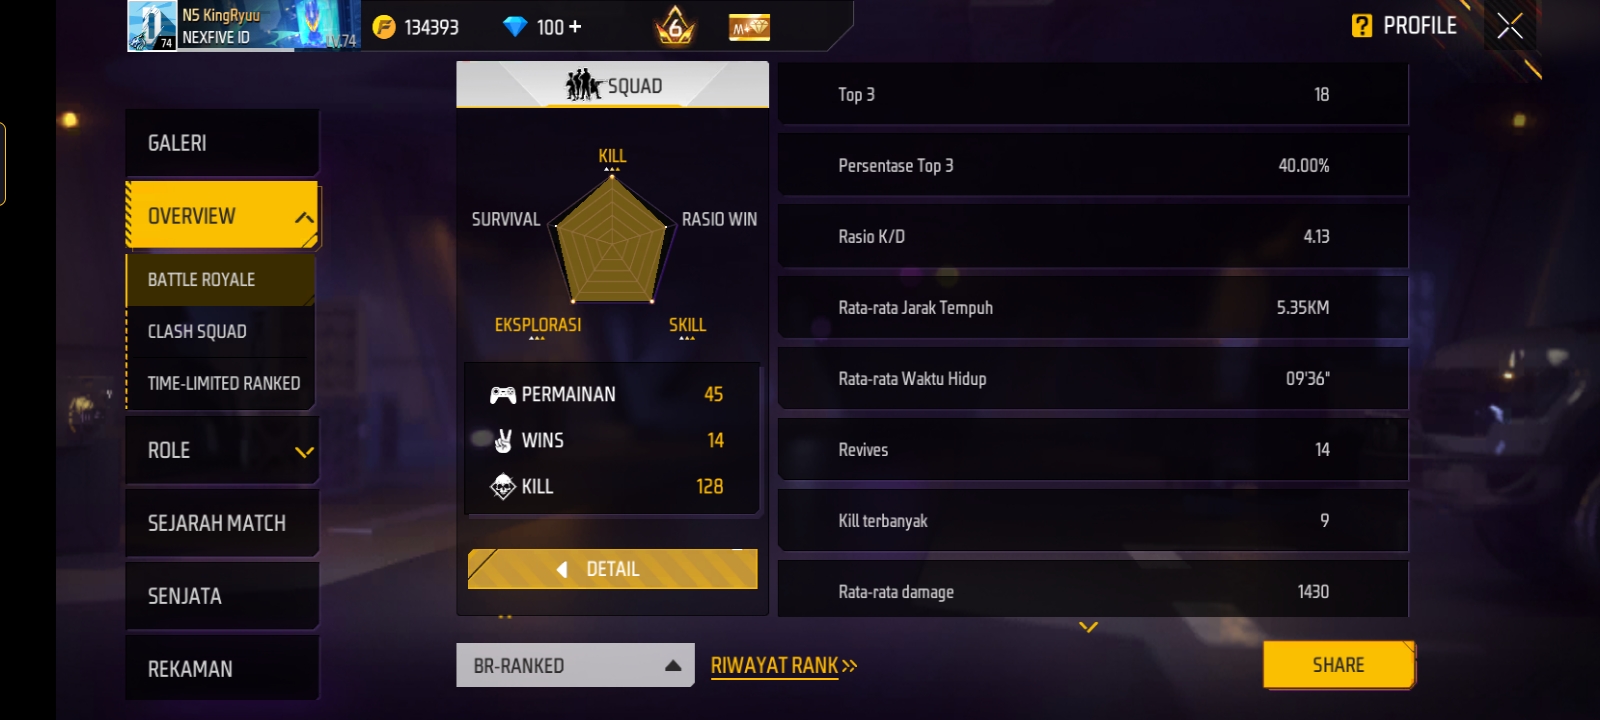 N5 KingRyuu
NEXFIVE ID
74
LV.74
134393
100 +
6
M+
? PROFILE
GALERI
OVERVIEW
BATTLE ROYALE
CLASH SQUAD
TIME-LIMITED RANKED
ROLE
SEJARAH MATCH
SENJATA
REKAMAN
SQUAD
KILL
SURVIVAL
RASIO WIN
EKSPLORASI
SKILL
PERMAINAN 45
WINS 14
KILL 128
DETAIL
BR-RANKED
RIWAYAT RANK
Top 3 18
Persentase Top 3 40.00%
Rasio K/D 4.13
Rata-rata Jarak Tempuh 5.35KM
Rata-rata Waktu Hidup 09'36"
Revives 14
Kill terbanyak 9
Rata-rata damage 1430
SHARE